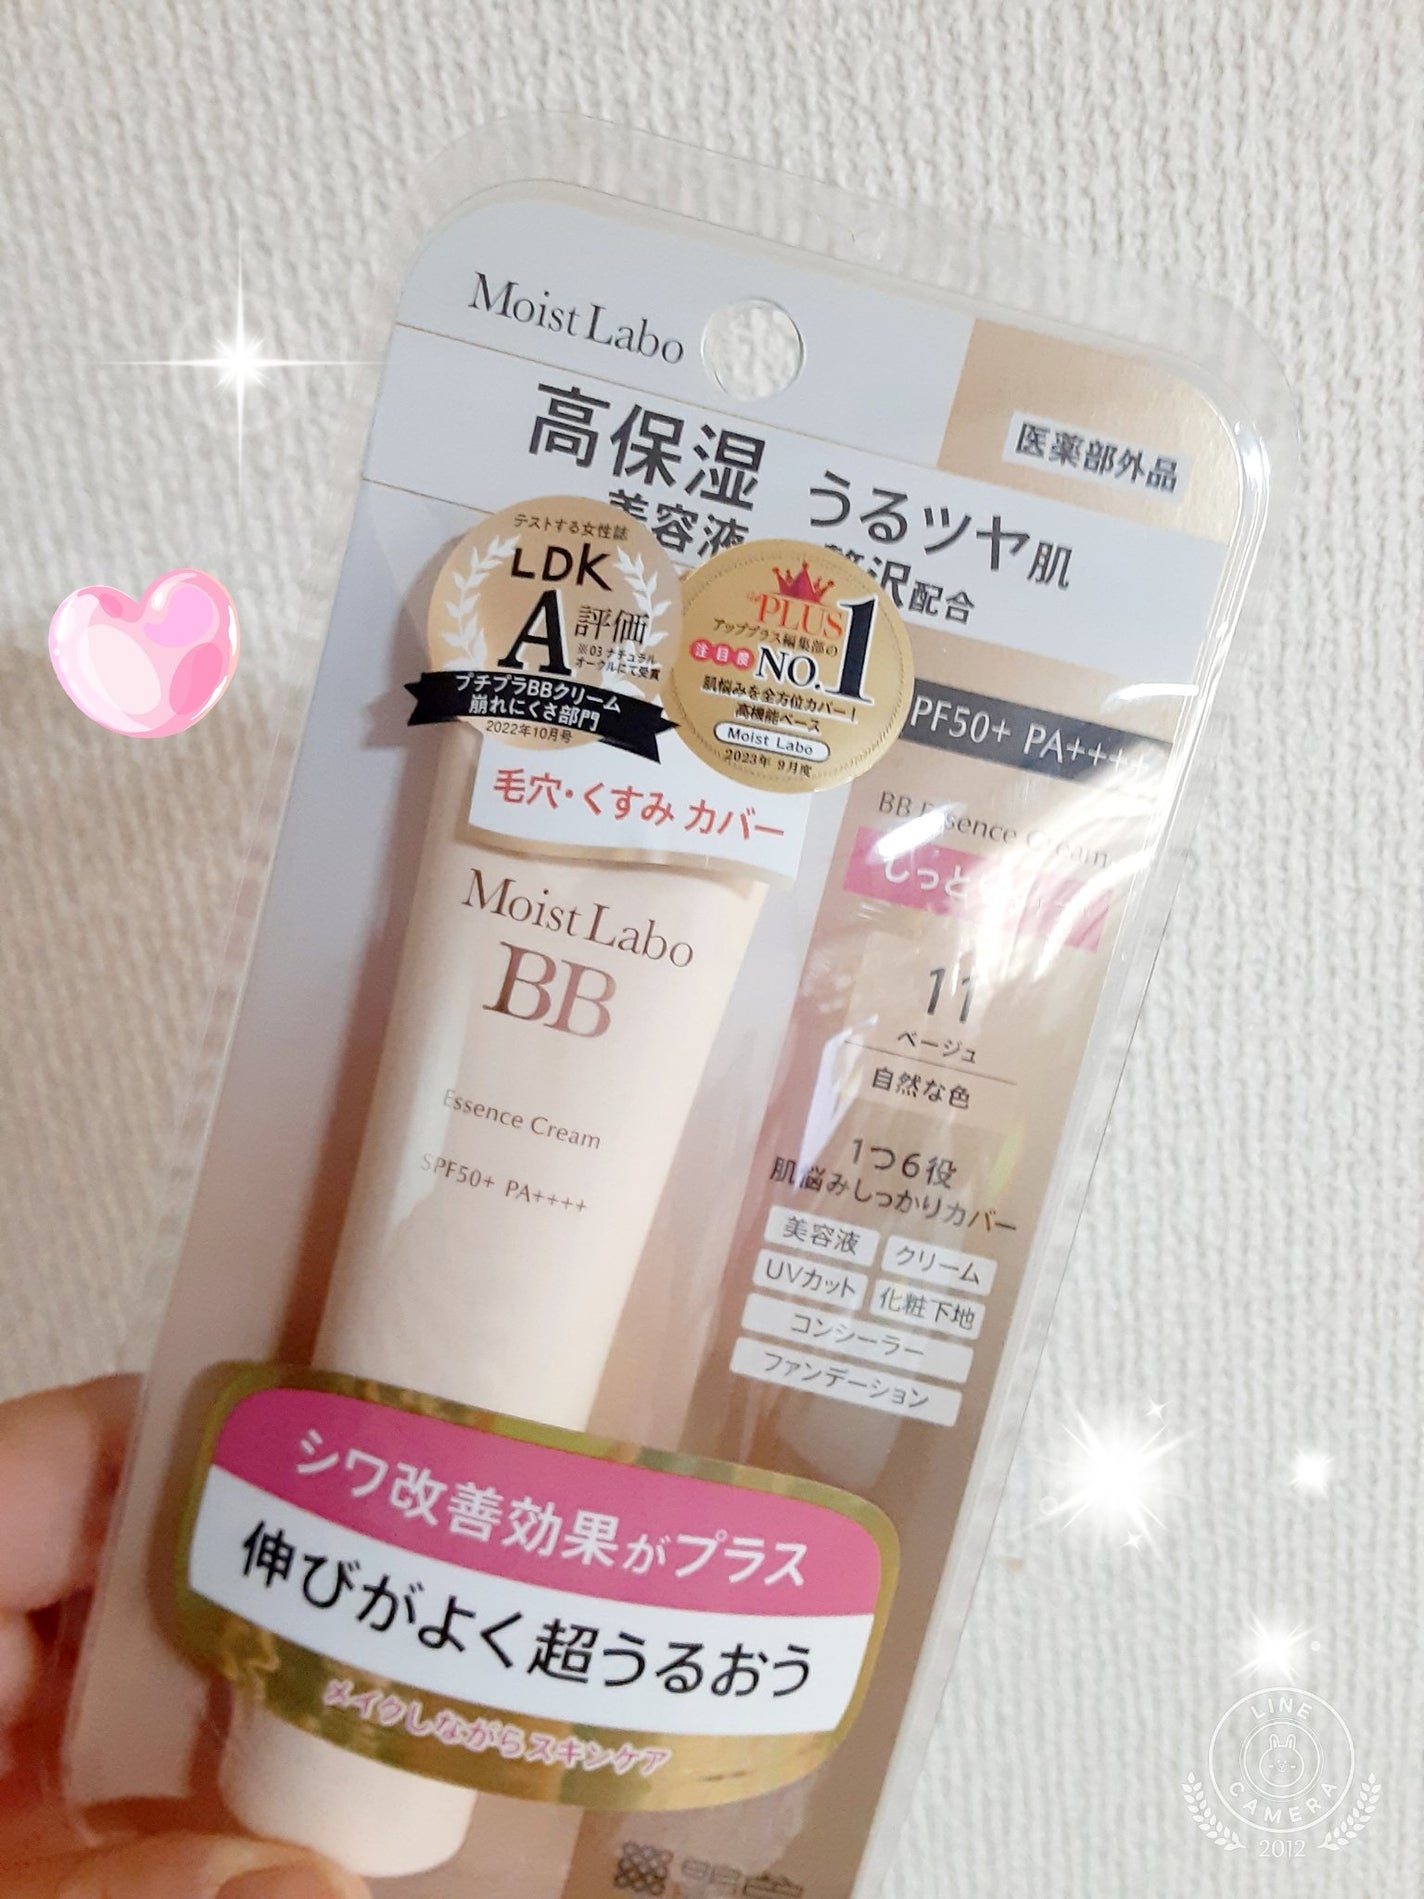 Moist Labo
医薬部外品
高保湿 うるツヤ肌
美容液
沢配合
テストする女性誌
LDK
A評価
※03 ナチュラル
オークルにて受賞
プチプラBBクリーム
崩れにくさ部門
2022年10月号
PLUS
アッププラス編集部の
注目度 NO.1
肌悩みを全方位カバー!
高機能ベース
Moist Labo
2023年 9月度
毛穴・くすみ カバー
PF50+ PA++++
BB Essence Cream
しっとり
11
ベージュ
自然な色
1つ6役
肌悩みしっかりカバー
美容液 クリーム
UVカット 化粧下地
コンシーラー
ファンデーション
Moist Labo
BB
Essence Cream
SPF50+ PA++++
シワ改善効果がプラス
伸びがよく超うるおう
メイクしながらスキンケア
LINE
CAMERA
2012